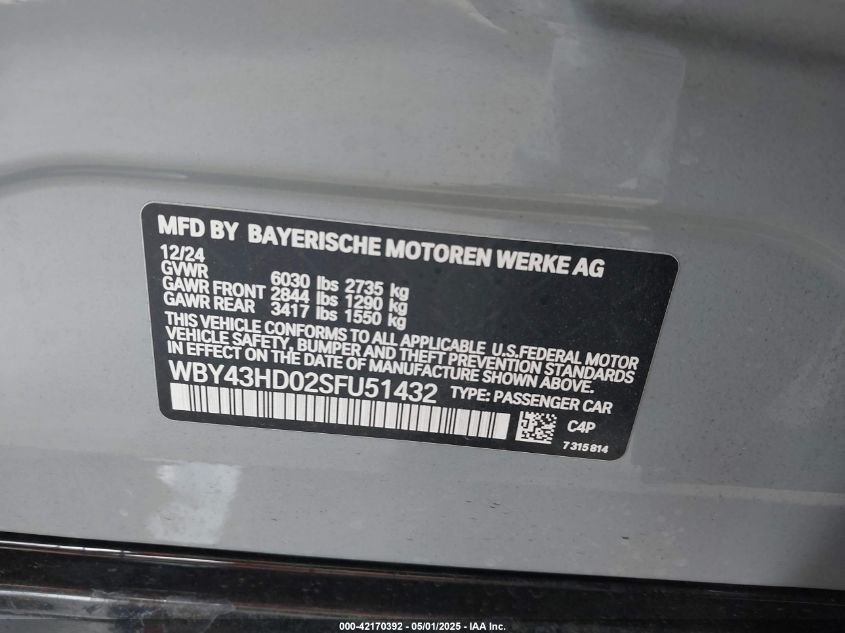 MFD BY BAYERISCHE MOTOREN WERKE AG
12/24
GVWR 6030 lbs 2735 kg
GAWR FRONT 2844 lbs 1290 kg
GAWR REAR 3417 lbs 1550 kg
THIS VEHICLE CONFORMS TO ALL APPLICABLE U.S.FEDERAL MOTOR
VEHICLE SAFETY, BUMPER AND THEFT PREVENTION STANDARDS
IN EFFECT ON THE DATE OF MANUFACTURE SHOWN ABOVE.
WBY43HD02SFU51432 TYPE: PASSENGER CAR
C4P
7315814
000-42170392 - 05/01/2025 - IAA Inc.